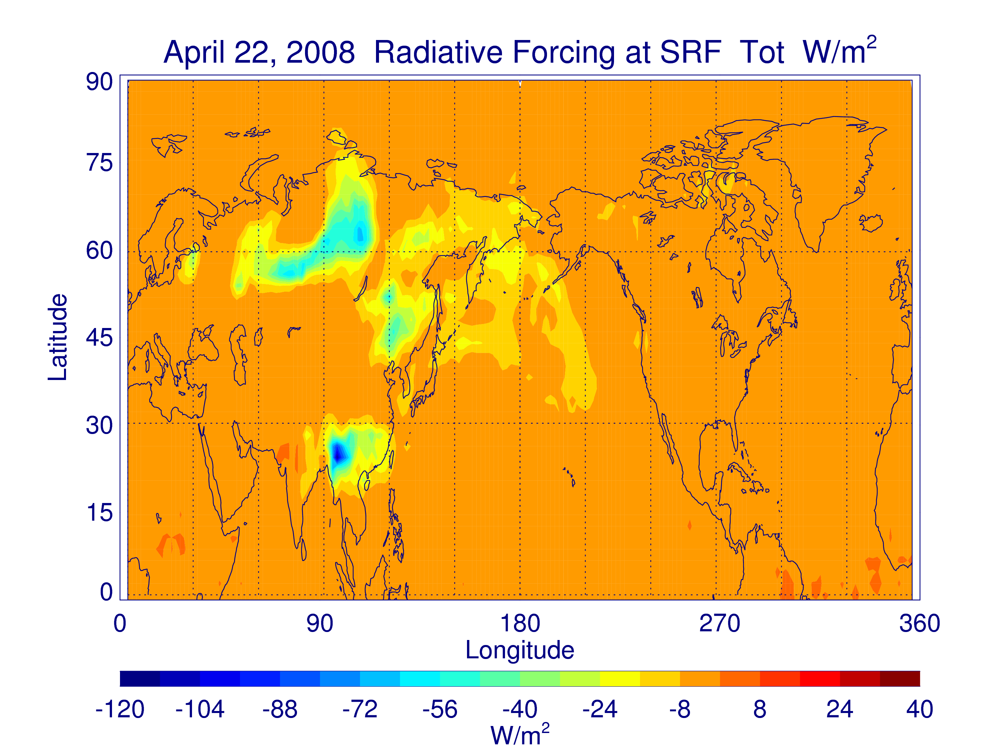 April 22, 2008 Radiative Forcing at SRF Tot W/m²
90
75
60
45
30
15
0
Latitude
0 90 180 270 360
Longitude
-120 -104 -88 -72 -56 -40 -24 -8 8 24 40
W/m²